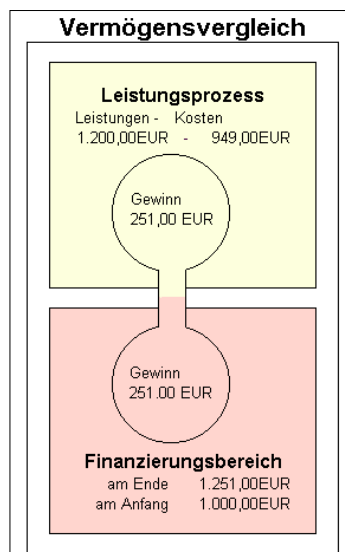 Vermögensvergleich
Leistungsprozess
Leistungen - Kosten
1.200,00EUR - 949,00EUR
Gewinn
251,00 EUR
Gewinn
251.00 EUR
Finanzierungsbereich
am Ende 1.251,00EUR
am Anfang 1.000,00EUR